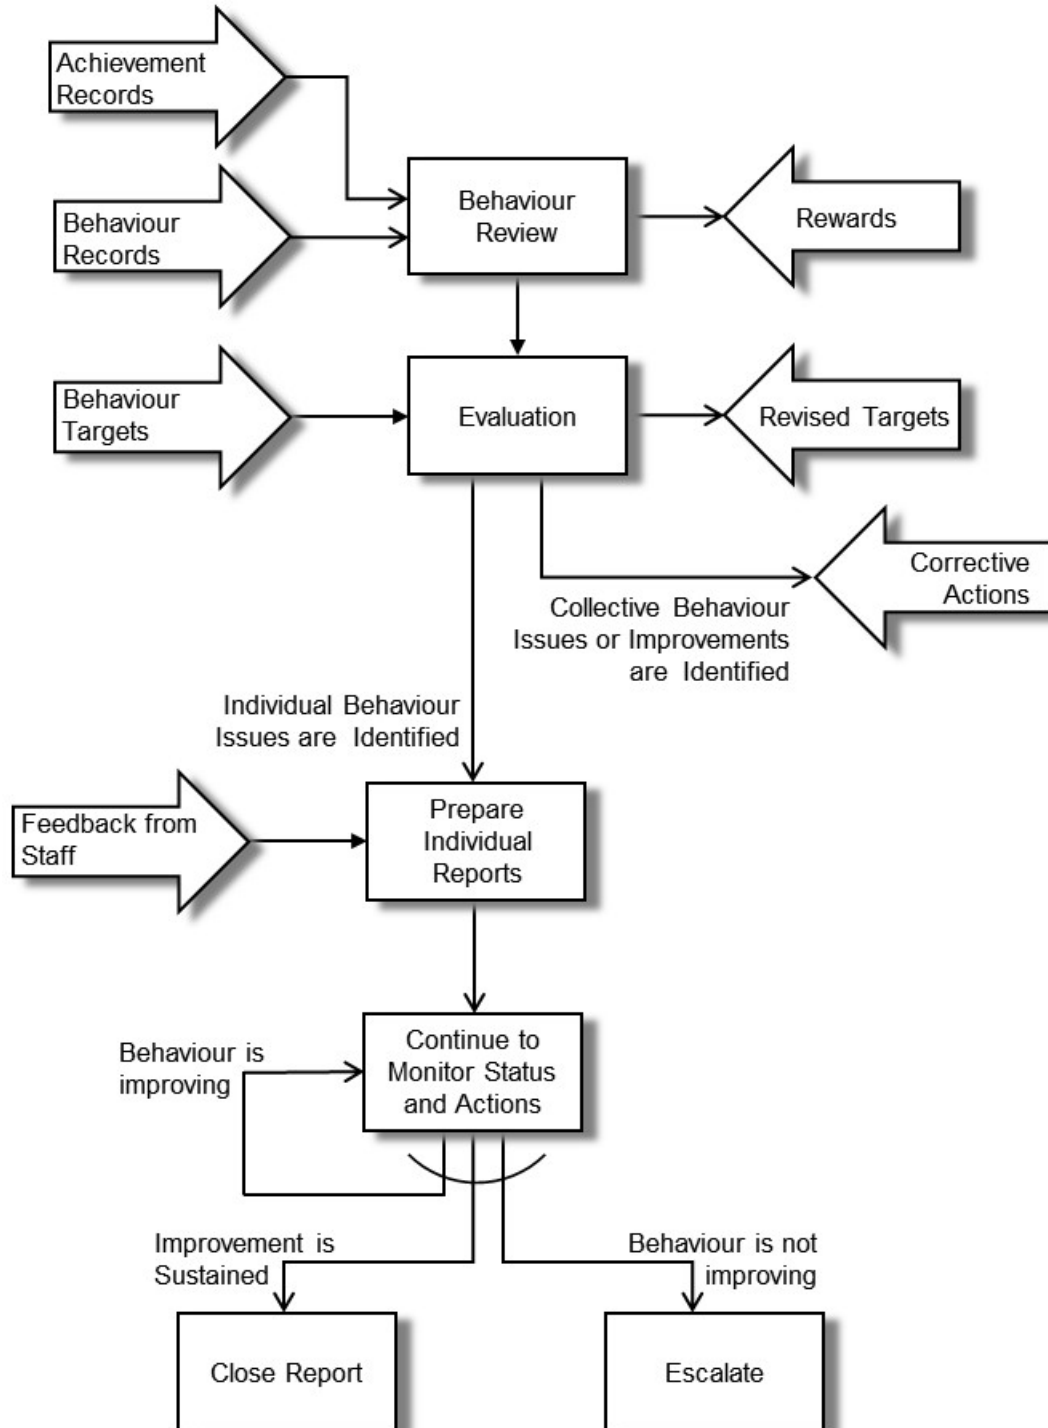 Achievement
Records
Behaviour
Review
Rewards
Behaviour
Records
Behaviour
Targets
Evaluation
Revised Targets
Corrective
Actions
Collective Behaviour
Issues or Improvements
are Identified
Individual Behaviour
Issues are Identified
Feedback from
Staff
Prepare
Individual
Reports
Behaviour is
improving
Continue to
Monitor Status
and Actions
Improvement is
Sustained
Behaviour is not
improving
Close Report
Escalate